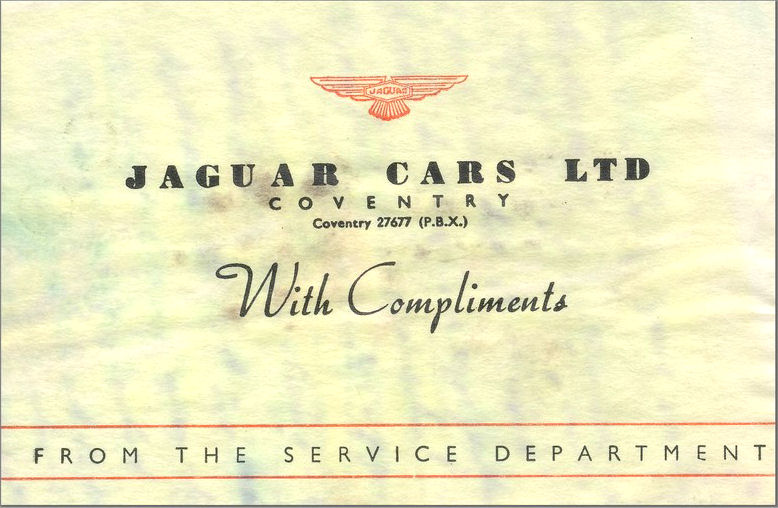 JAGUAR
JAGUAR CARS LTD
COVENTRY
Coventry 27677 (P.B.X.)
With Compliments
FROM THE SERVICE DEPARTMENT